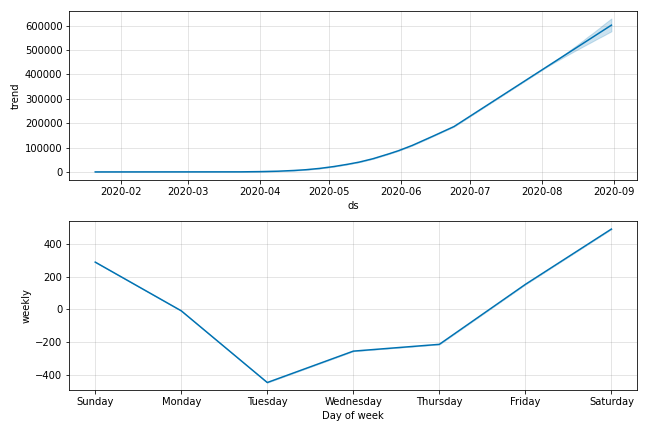 600000
500000
400000
300000
200000
100000
0
trend
2020-02 2020-03 2020-04 2020-05 2020-06 2020-07 2020-08 2020-09
ds
400
200
0
−200
−400
weekly
Sunday Monday Tuesday Wednesday Thursday Friday Saturday
Day of week